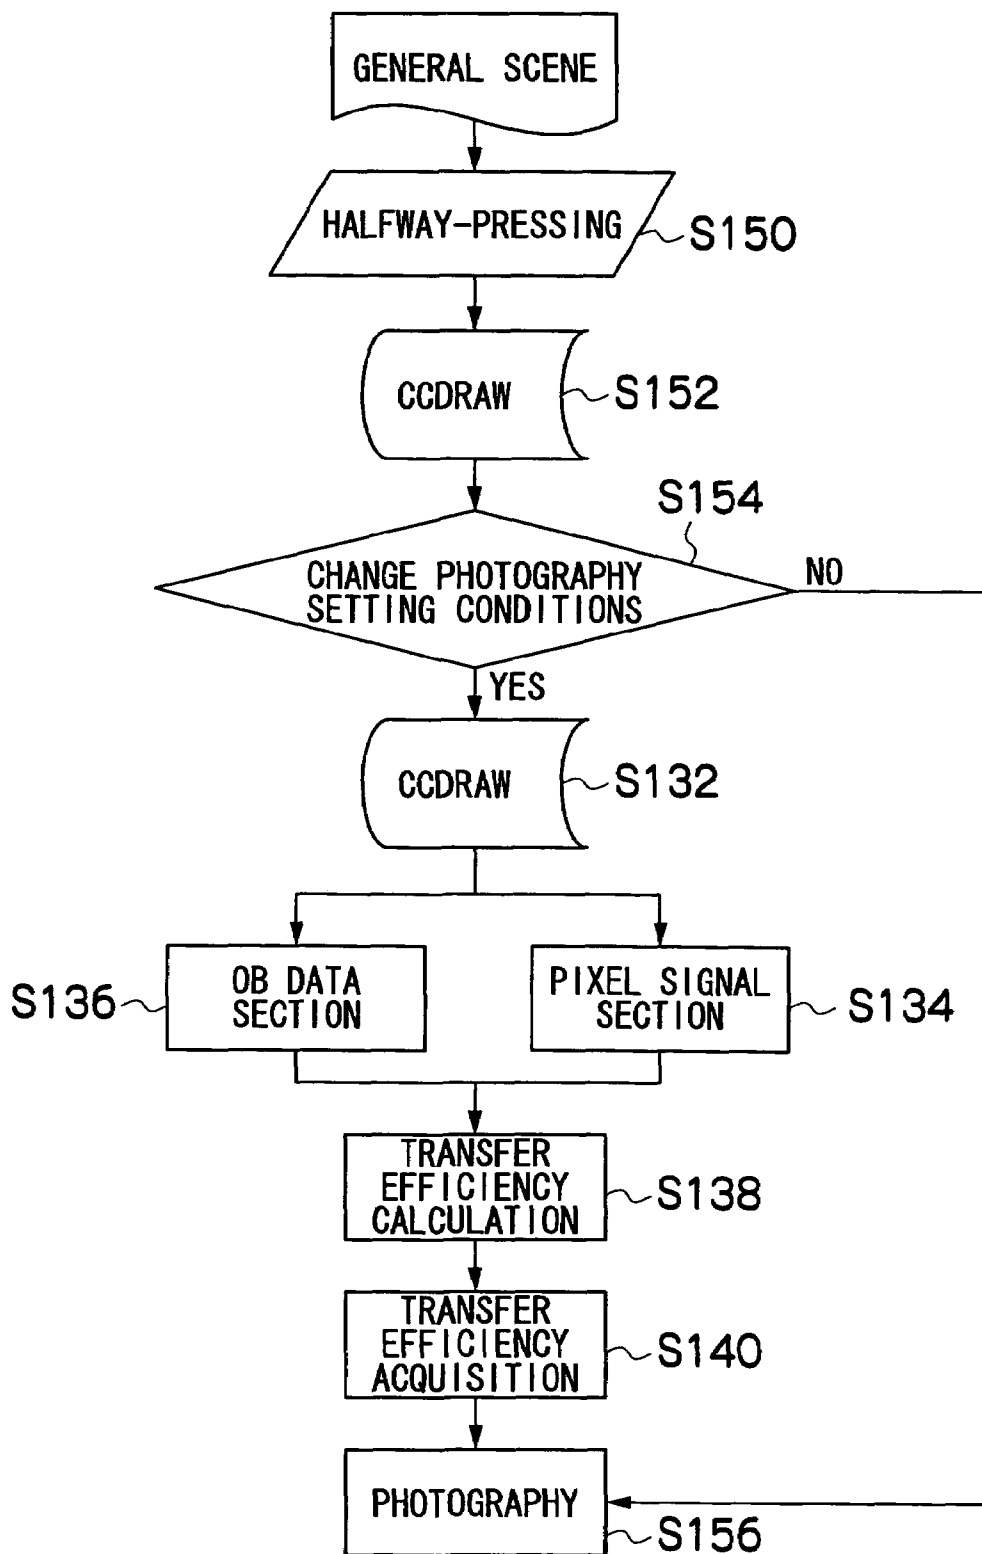 GENERAL SCENE
HALFWAY-PRESSING
S150
CCDRAW
S152
S154
CHANGE PHOTOGRAPHY
SETTING CONDITIONS
NO
YES
CCDRAW
S132
S136
OB DATA
SECTION
PIXEL SIGNAL
SECTION
S134
TRANSFER
EFFICIENCY
CALCULATION
S138
TRANSFER
EFFICIENCY
ACQUISITION
S140
PHOTOGRAPHY
S156